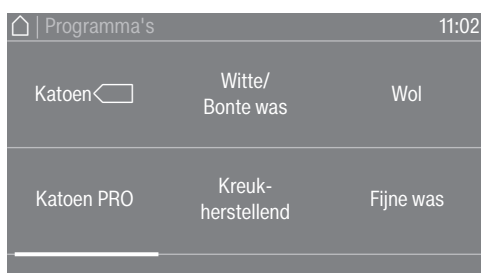 | Programma's 11:02
Katoen Witte/ Wol
Bonte was
Katoen PRO Kreuk- Fijne was
herstellend